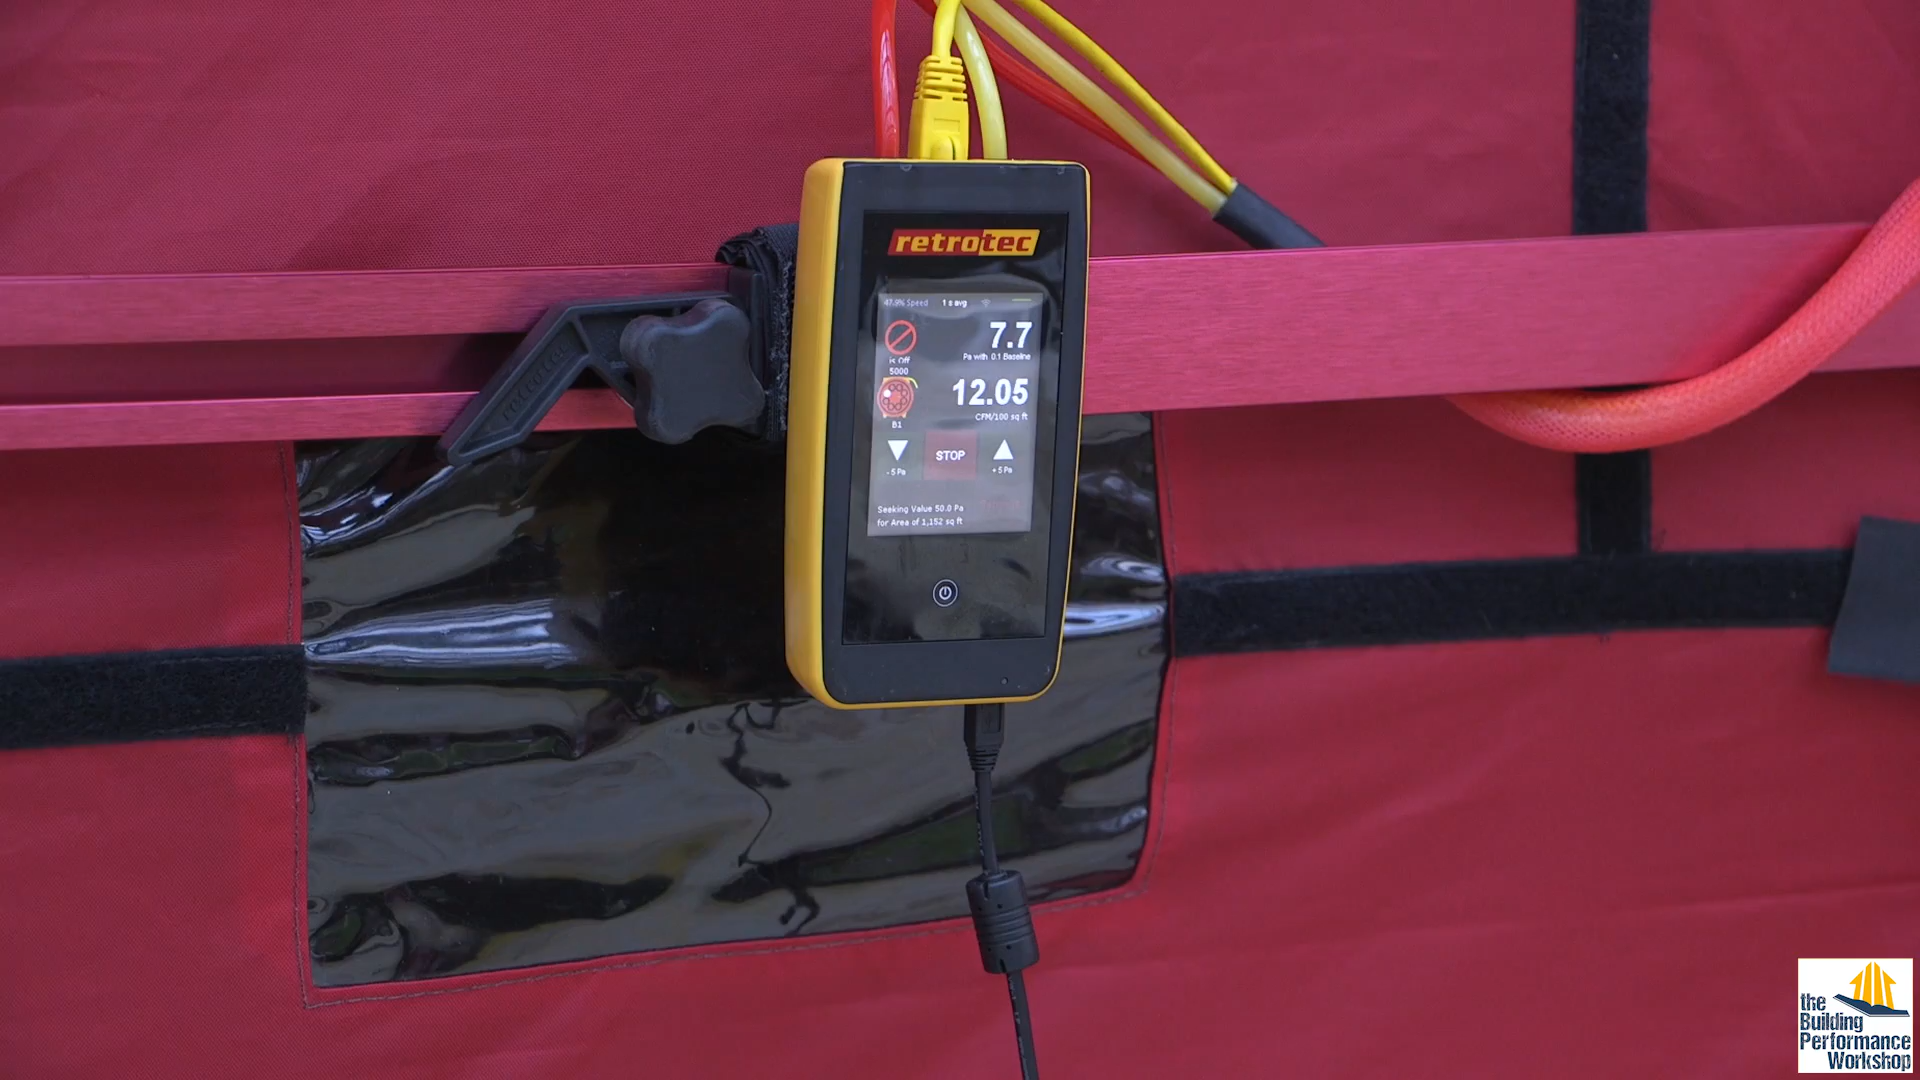 retrotec
47.9% Speed 1 s avg
7.7
is Off
Pa with 0.1 Baseline
5000
12.05
CFM/100 sq ft
B1
STOP
- 5 Pa
+ 5 Pa
Seeking Value 50.0 Pa
for Area of 1,152 sq ft
retrotec
the
Building
Performance
Workshop